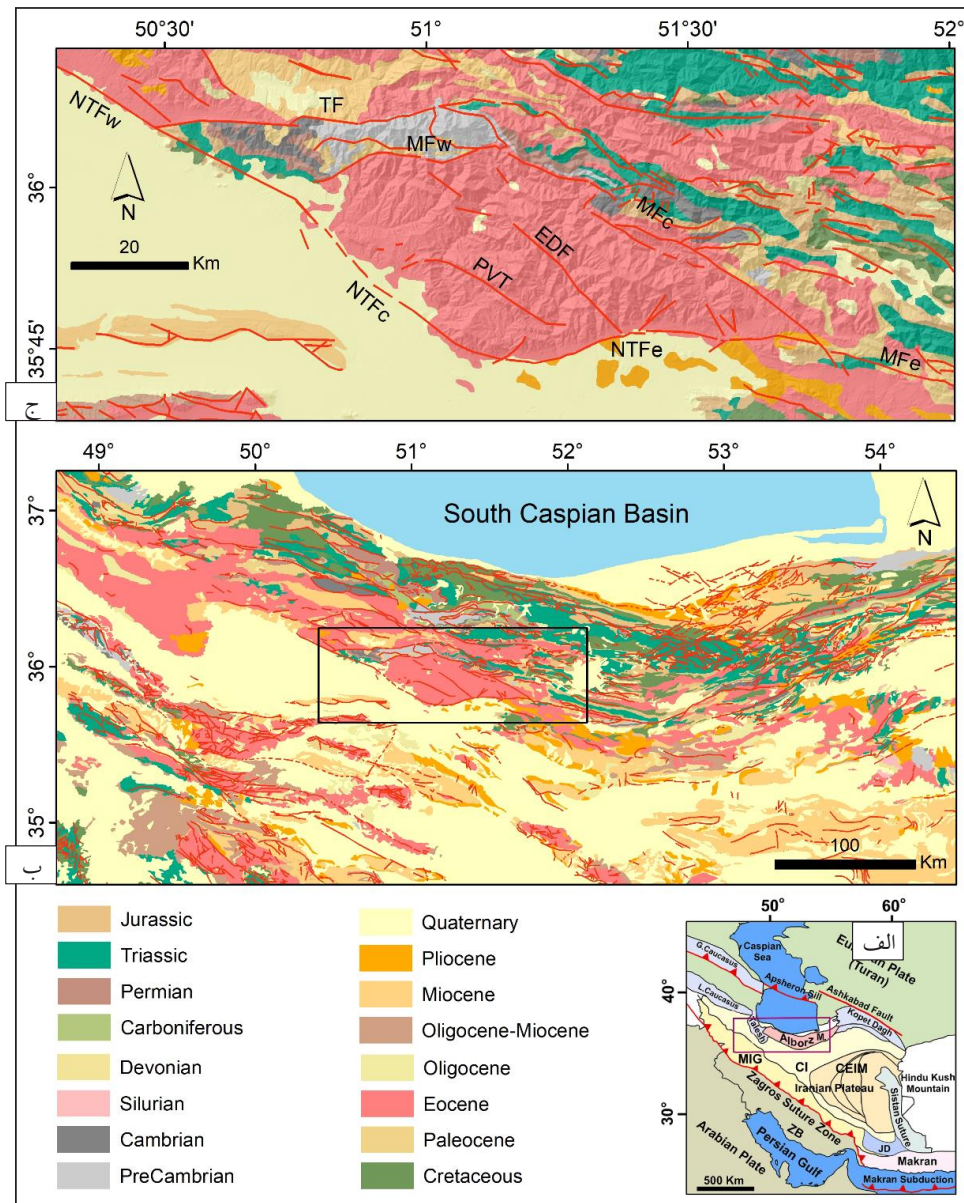 50°30'
51°
51°30'
52°
NTFw
TF
MFw
36°
N
MFc
20
Km
EDF
PVT
NTFc
NTFe
MFe
35°45'
49°
50°
51°
52°
53°
54°
37°
South Caspian Basin
N
36°
35°
ب
100
Km
Jurassic
Triassic
Permian
Carboniferous
Devonian
Silurian
Cambrian
PreCambrian
Quaternary
Pliocene
Miocene
Oligocene-Miocene
Oligocene
Eocene
Paleocene
Cretaceous
50°
60°
الف
G.Caucasus
Caspian
Sea
(Turan)
Apsheron Sill
Ashkabad Fault
40°
L.Caucasus
Kopet Dagh
Talesh
Alborz M.
MIG
CI
CEIM
Iranian Plateau
Hindu Kush
Mountain
Zagros Suture Zone
Sistan Suture
30°
ZB
JD
Arabian Plate
Persian Gulf
Makran
500 Km
Makran Subduction